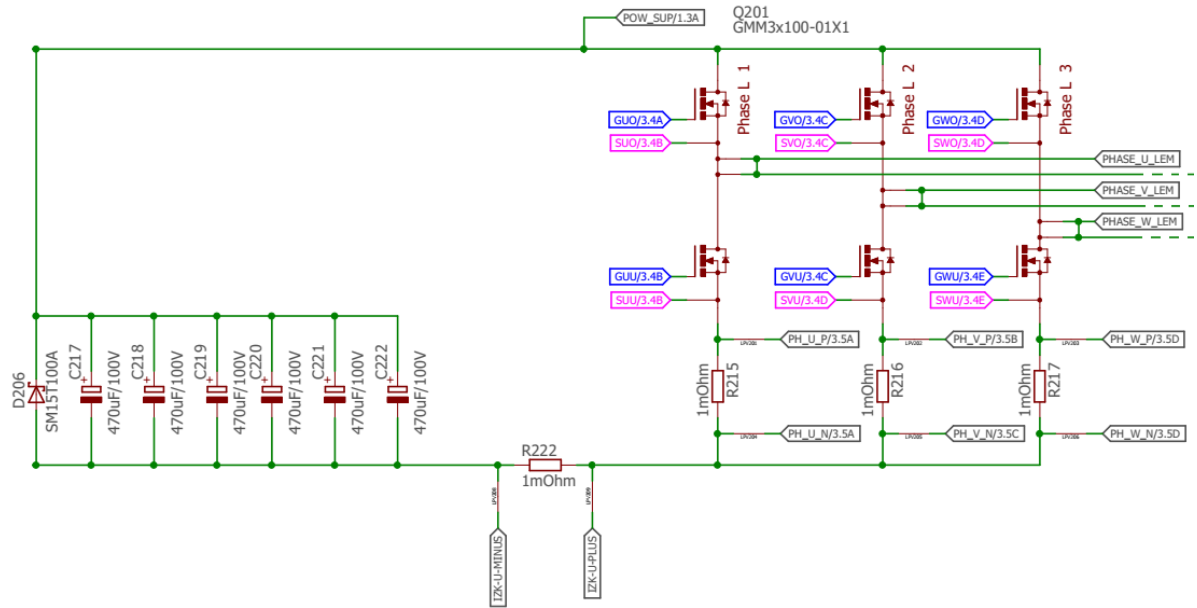 POW_SUP/1.3A
Q201
GMM3x100-01X1
Phase L 1
Phase L 2
Phase L 3
GUO/3.4A
SUO/3.4B
GVO/3.4C
SVO/3.4C
GWO/3.4D
SWO/3.4D
PHASE_U_LEM
PHASE_V_LEM
PHASE_W_LEM
GUU/3.4B
SUU/3.4B
GVU/3.4C
SVU/3.4D
GWU/3.4E
SWU/3.4E
PH_U_P/3.5A
PH_V_P/3.5B
PH_W_P/3.5D
D206
SM15T100A
C217
470uF/100V
C218
470uF/100V
C219
470uF/100V
C220
470uF/100V
C221
470uF/100V
C222
470uF/100V
1mOhm
R215
1mOhm
R216
1mOhm
R217
PH_U_N/3.5A
PH_V_N/3.5C
PH_W_N/3.5D
R222
1mOhm
IZK-U-MINUS
IZK-U-PLUS